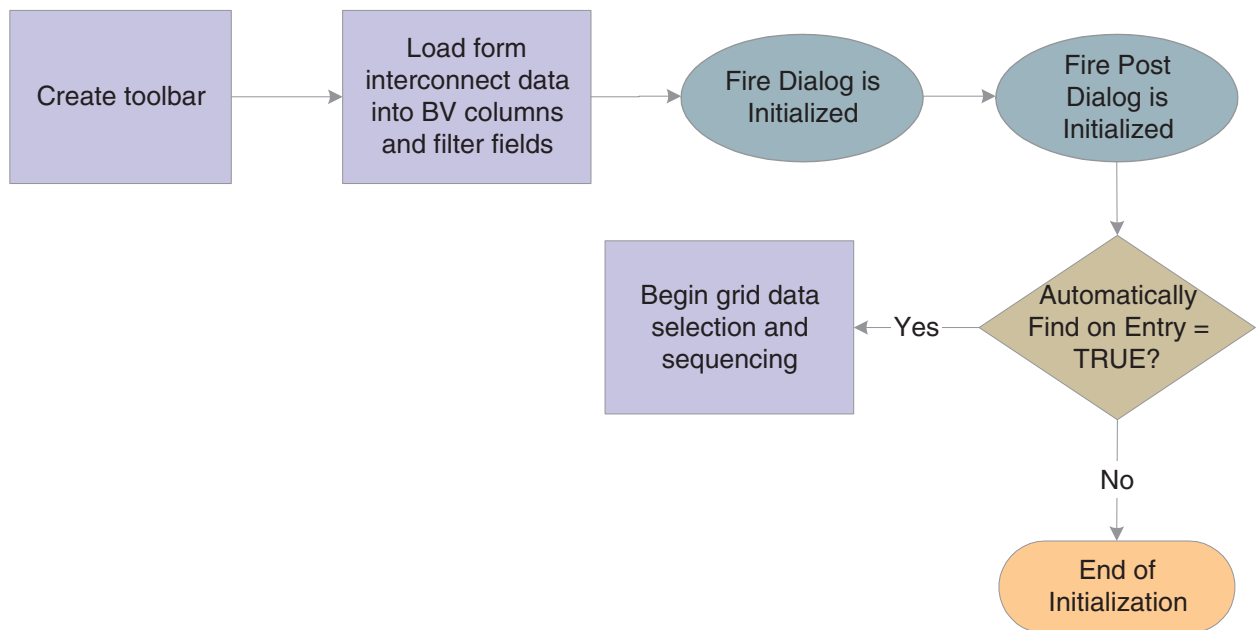 Create toolbar
Load form
interconnect data
into BV columns
and filter fields
Fire Dialog is
Initialized
Fire Post
Dialog is
Initialized
Automatically
Find on Entry =
TRUE?
Yes
Begin grid data
selection and
sequencing
No
End of
Initialization